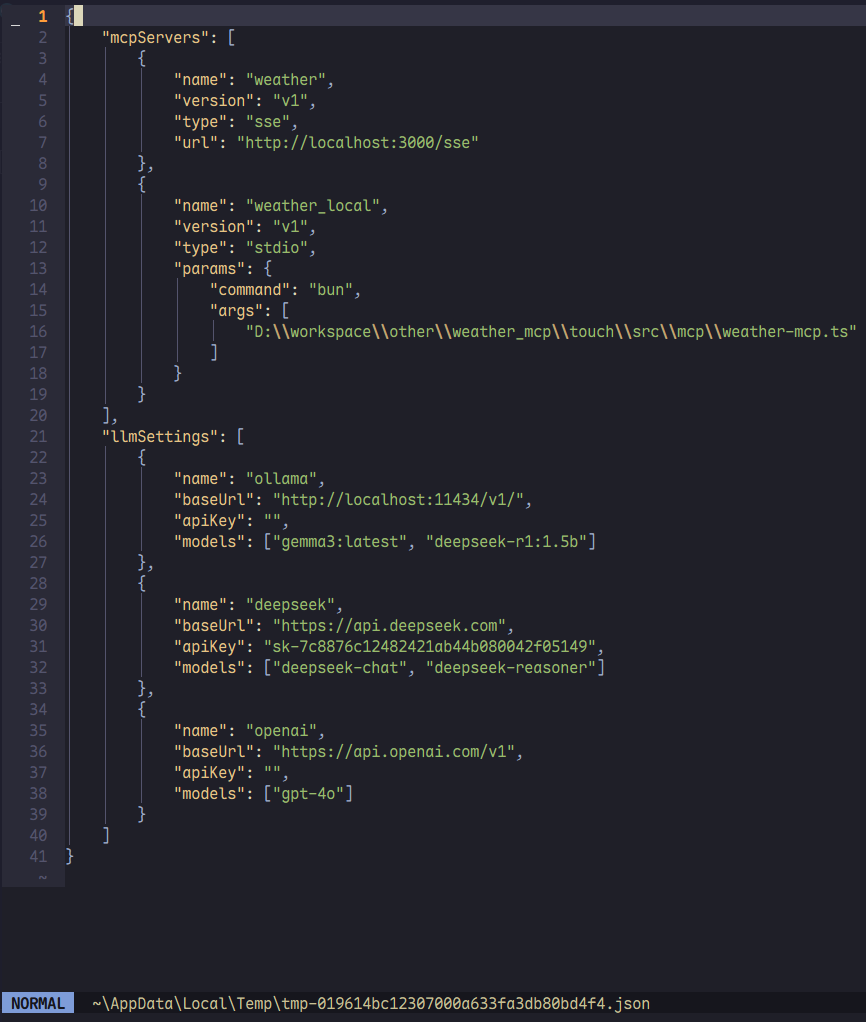 1 {
2 "mcpServers": [
3 {
4 "name": "weather",
5 "version": "v1",
6 "type": "sse",
7 "url": "http://localhost:3000/sse"
8 },
9 {
10 "name": "weather_local",
11 "version": "v1",
12 "type": "stdio",
13 "params": {
14 "command": "bun",
15 "args": [
16 "D:\\workspace\\other\\weather_mcp\\touch\\src\\mcp\\weather-mcp.ts"
17 ]
18 }
19 }
20 ],
21 "llmSettings": [
22 {
23 "name": "ollama",
24 "baseUrl": "http://localhost:11434/v1/",
25 "apiKey": "",
26 "models": ["gemma3:latest", "deepseek-r1:1.5b"]
27 },
28 {
29 "name": "deepseek",
30 "baseUrl": "https://api.deepseek.com",
31 "apiKey": "sk-7c8876c12482421ab44b080042f05149",
32 "models": ["deepseek-chat", "deepseek-reasoner"]
33 },
34 {
35 "name": "openai",
36 "baseUrl": "https://api.openai.com/v1",
37 "apiKey": "",
38 "models": ["gpt-4o"]
39 }
40 ]
41 }
~
NORMAL ~\AppData\Local\Temp\tmp-019614bc12307000a633fa3db80bd4f4.json